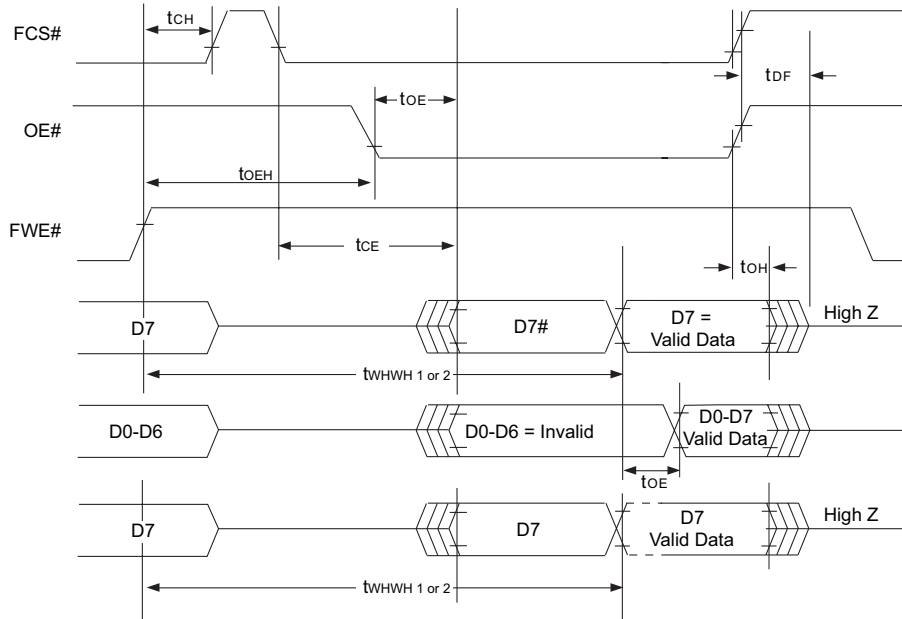 FCS#
tCH
tDF
OE#
tOE
tOEH
FWE#
tCE
tOH
D7
D7#
D7 =
Valid Data
High Z
tWHWH 1 or 2
D0-D6
D0-D6 = Invalid
D0-D7
Valid Data
tOE
D7
D7
D7
Valid Data
High Z
tWHWH 1 or 2